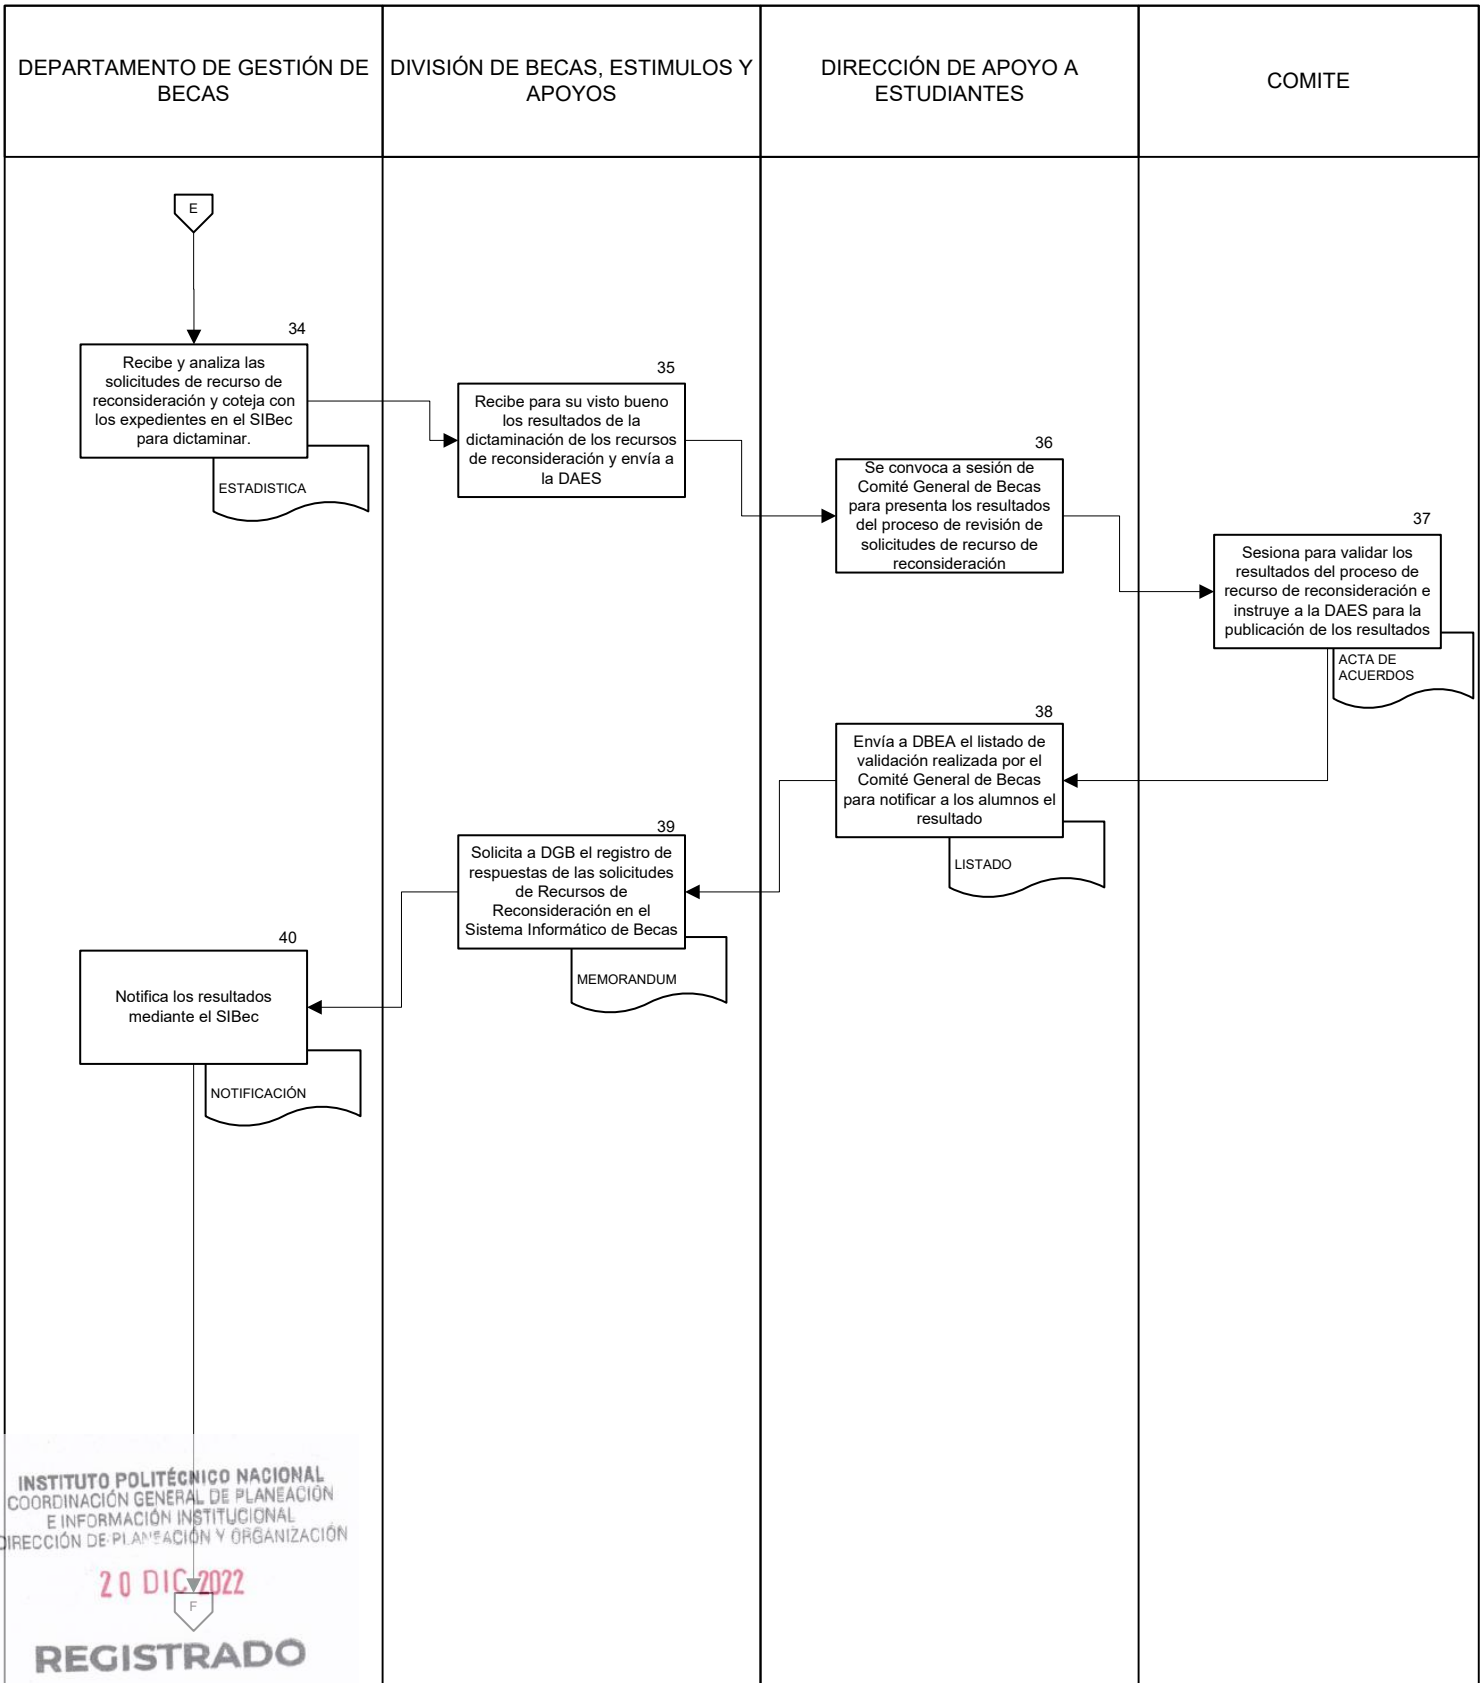 DEPARTAMENTO DE GESTIÓN DE
BECAS
DIVISIÓN DE BECAS, ESTIMULOS Y
APOYOS
DIRECCIÓN DE APOYO A
ESTUDIANTES
COMITE
E
34
Recibe y analiza las
solicitudes de recurso de
reconsideración y coteja con
los expedientes en el SIBec
para dictaminar.
ESTADISTICA
35
Recibe para su visto bueno
los resultados de la
dictaminación de los recursos
de reconsideración y envía a
la DAES
36
Se convoca a sesión de
Comité General de Becas
para presenta los resultados
del proceso de revisión de
solicitudes de recurso de
reconsideración
37
Sesiona para validar los
resultados del proceso de
recurso de reconsideración e
instruye a la DAES para la
publicación de los resultados
ACTA DE
ACUERDOS
38
Envía a DBEA el listado de
validación realizada por el
Comité General de Becas
para notificar a los alumnos el
resultado
LISTADO
39
Solicita a DGB el registro de
respuestas de las solicitudes
de Recursos de
Reconsideración en el
Sistema Informático de Becas
MEMORANDUM
40
Notifica los resultados
mediante el SIBec
NOTIFICACIÓN
INSTITUTO POLITÉCNICO NACIONAL
COORDINACIÓN GENERAL DE PLANEACIÓN
E INFORMACIÓN INSTITUCIONAL
DIRECCIÓN DE PLANEACIÓN Y ORGANIZACIÓN
20 DIC 2022
F
REGISTRADO